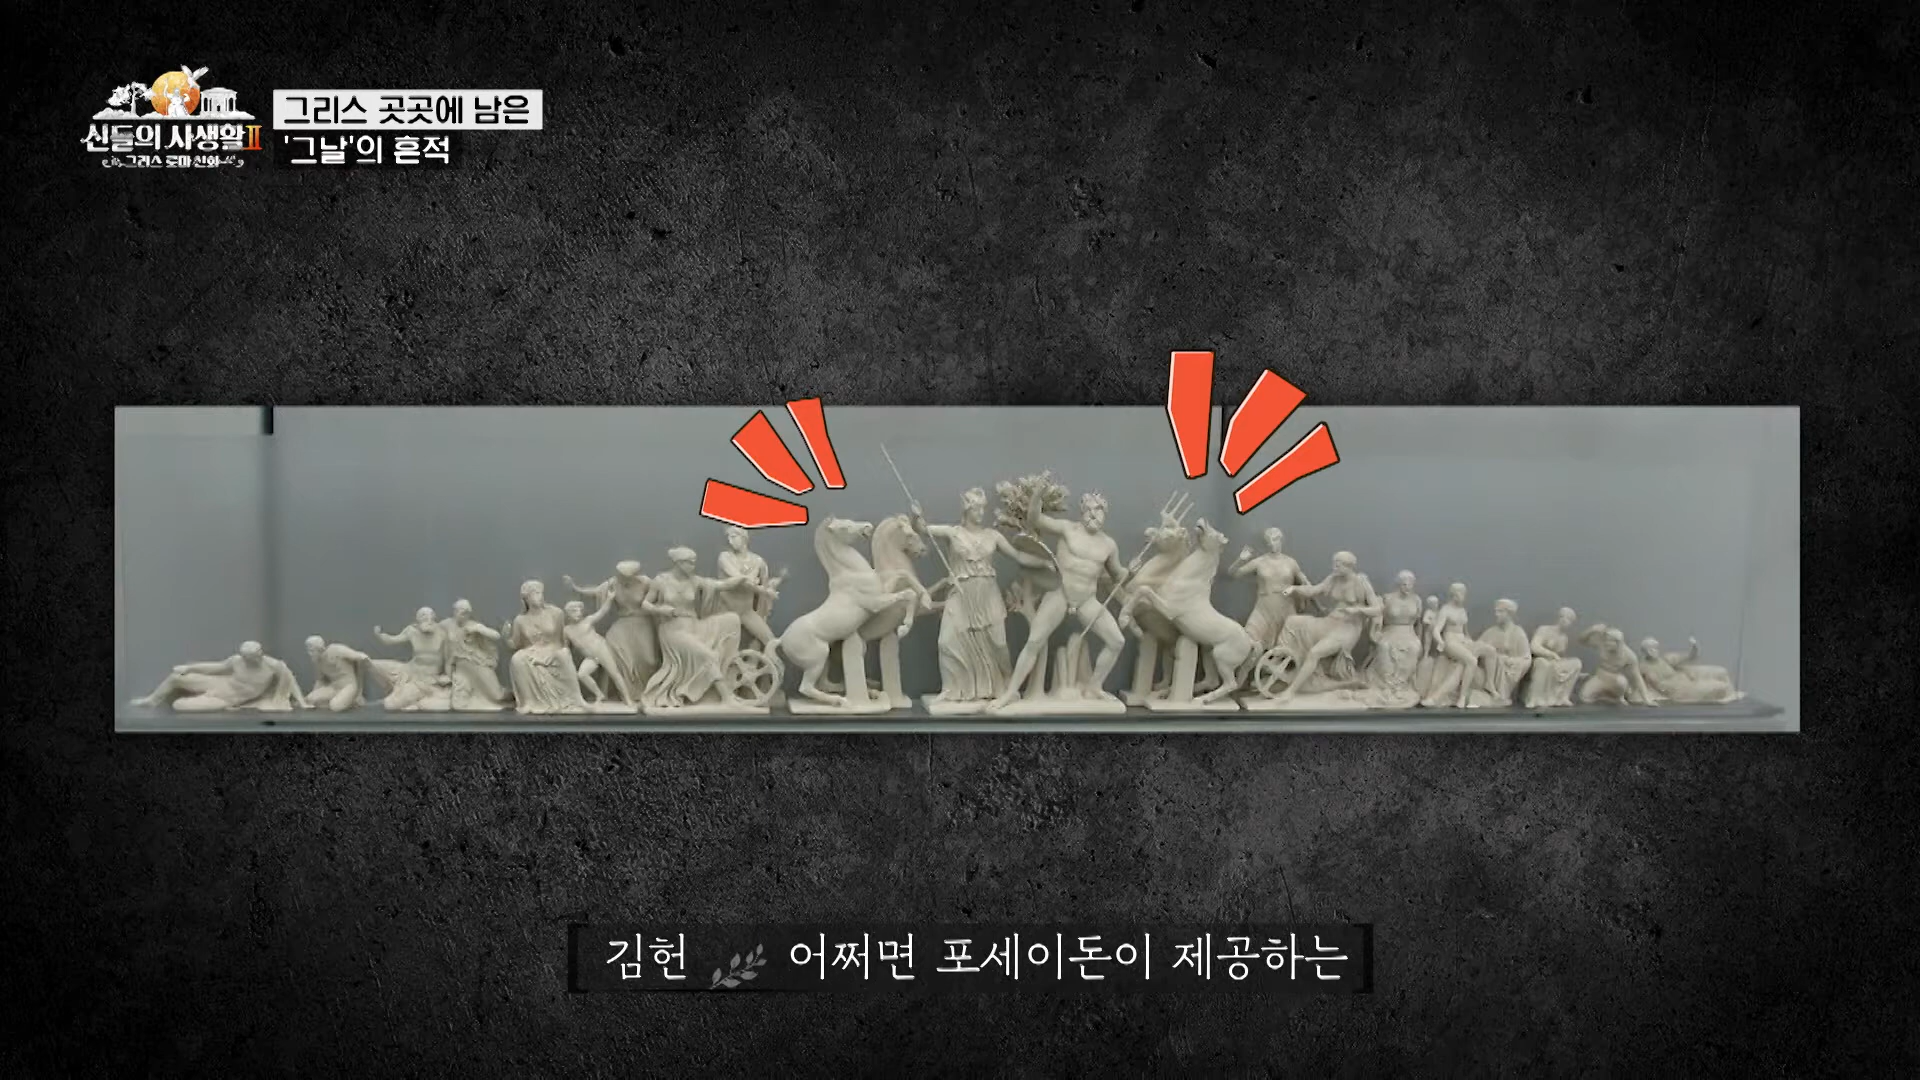 신들의 사생활Ⅱ
그리스 로마 신화
그리스 곳곳에 남은
'그날'의 흔적
김헌 어쩌면 포세이돈이 제공하는